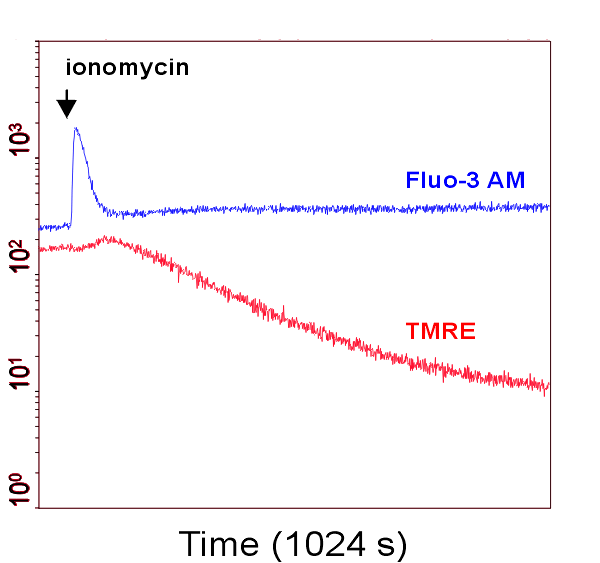 ionomycin
10³
Fluo-3 AM
10²
TMRE
10¹
10⁰
Time (1024 s)